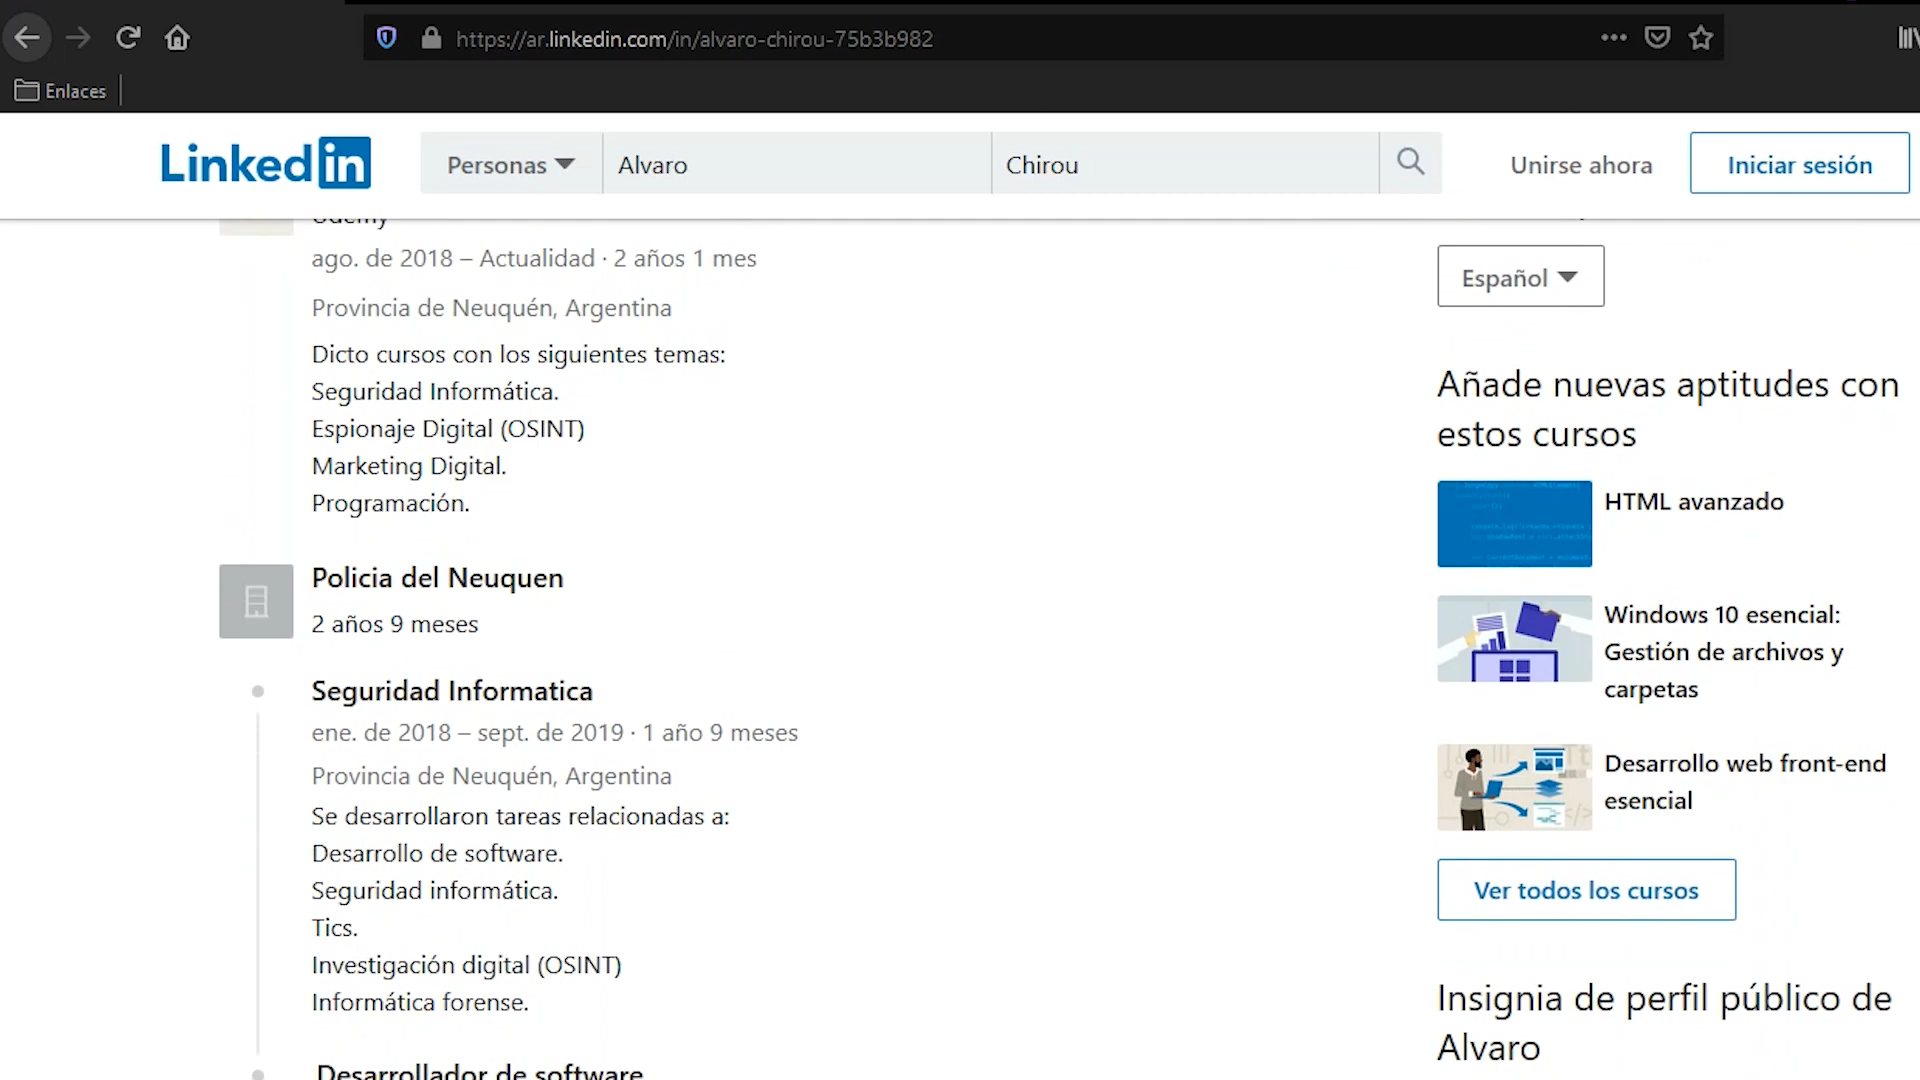 https://ar.linkedin.com/in/alvaro-chirou-75b3b982
Enlaces
Linkedin
Personas
Alvaro
Chirou
Unirse ahora
Iniciar sesión
Udemy
ago. de 2018 – Actualidad · 2 años 1 mes
Provincia de Neuquén, Argentina
Dicto cursos con los siguientes temas:
Seguridad Informática.
Espionaje Digital (OSINT)
Marketing Digital.
Programación.
Policia del Neuquen
2 años 9 meses
Seguridad Informatica
ene. de 2018 – sept. de 2019 · 1 año 9 meses
Provincia de Neuquén, Argentina
Se desarrollaron tareas relacionadas a:
Desarrollo de software.
Seguridad informática.
Tics.
Investigación digital (OSINT)
Informática forense.
Desarrollador de software
Español
Añade nuevas aptitudes con
estos cursos
HTML avanzado
Windows 10 esencial:
Gestión de archivos y
carpetas
Desarrollo web front-end
esencial
Ver todos los cursos
Insignia de perfil público de
Alvaro